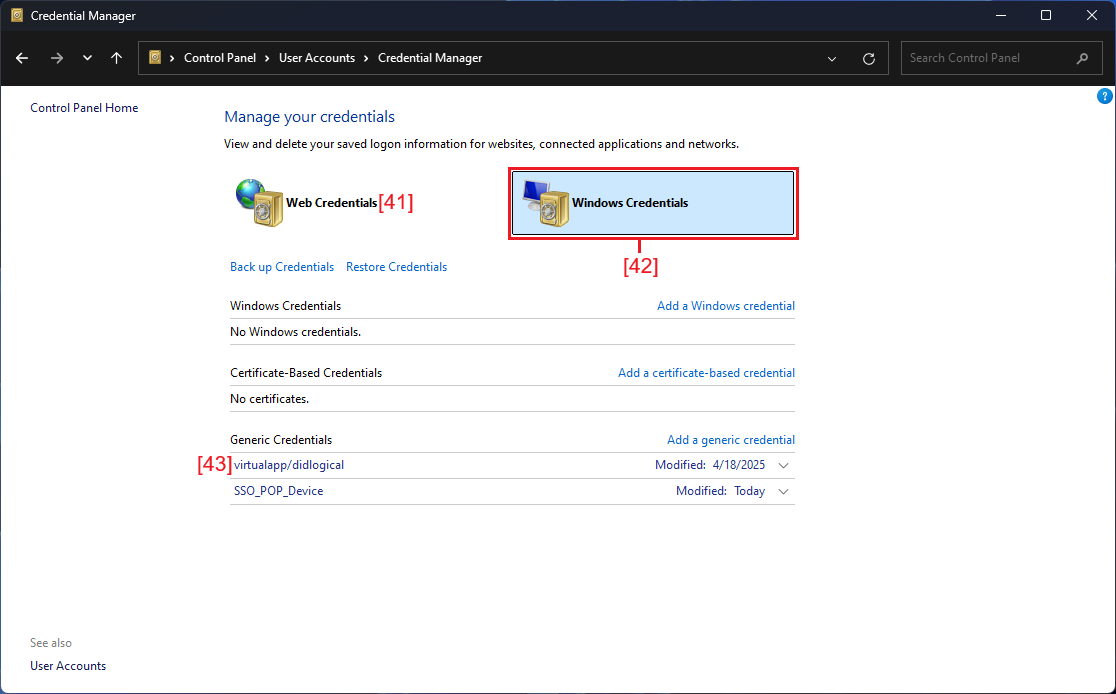 Credential Manager
Control Panel User Accounts Credential Manager Search Control Panel
?
Control Panel Home
Manage your credentials
View and delete your saved logon information for websites, connected applications and networks.
Web Credentials [41] Windows Credentials
[42]
Back up Credentials Restore Credentials
Windows Credentials Add a Windows credential
No Windows credentials.
Certificate-Based Credentials Add a certificate-based credential
No certificates.
Generic Credentials Add a generic credential
[43] virtualapp/didlogical Modified: 4/18/2025
SSO_POP_Device Modified: Today
See also
User Accounts